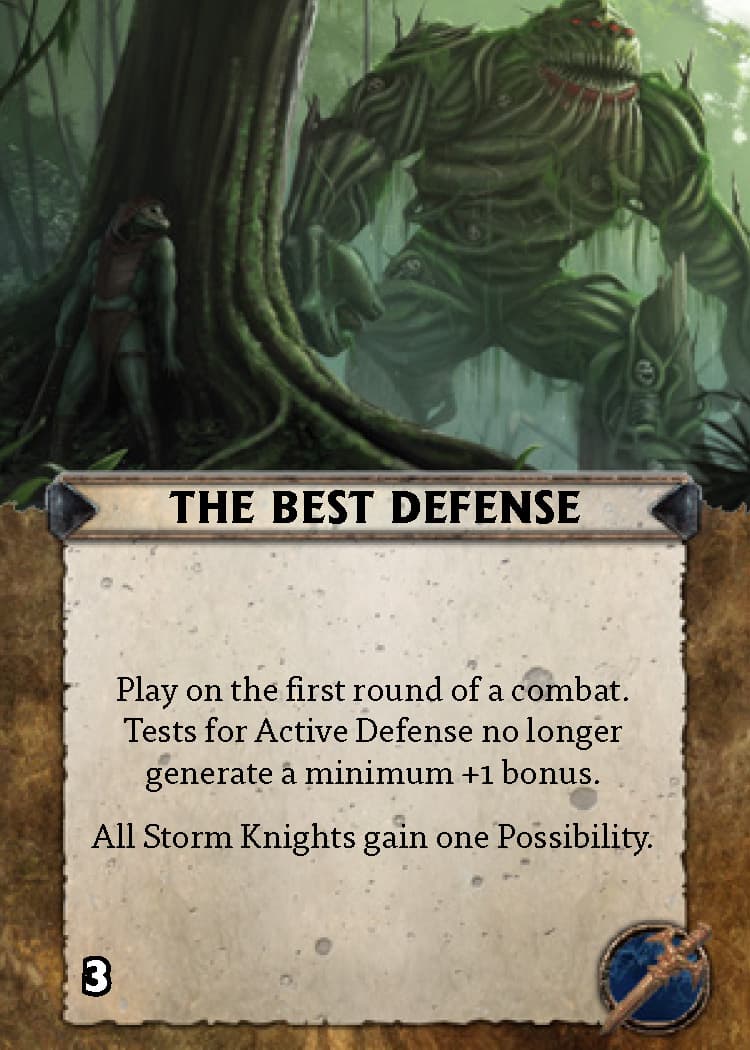 THE BEST DEFENSE
Play on the first round of a combat.
Tests for Active Defense no longer
generate a minimum +1 bonus.
All Storm Knights gain one Possibility.
3